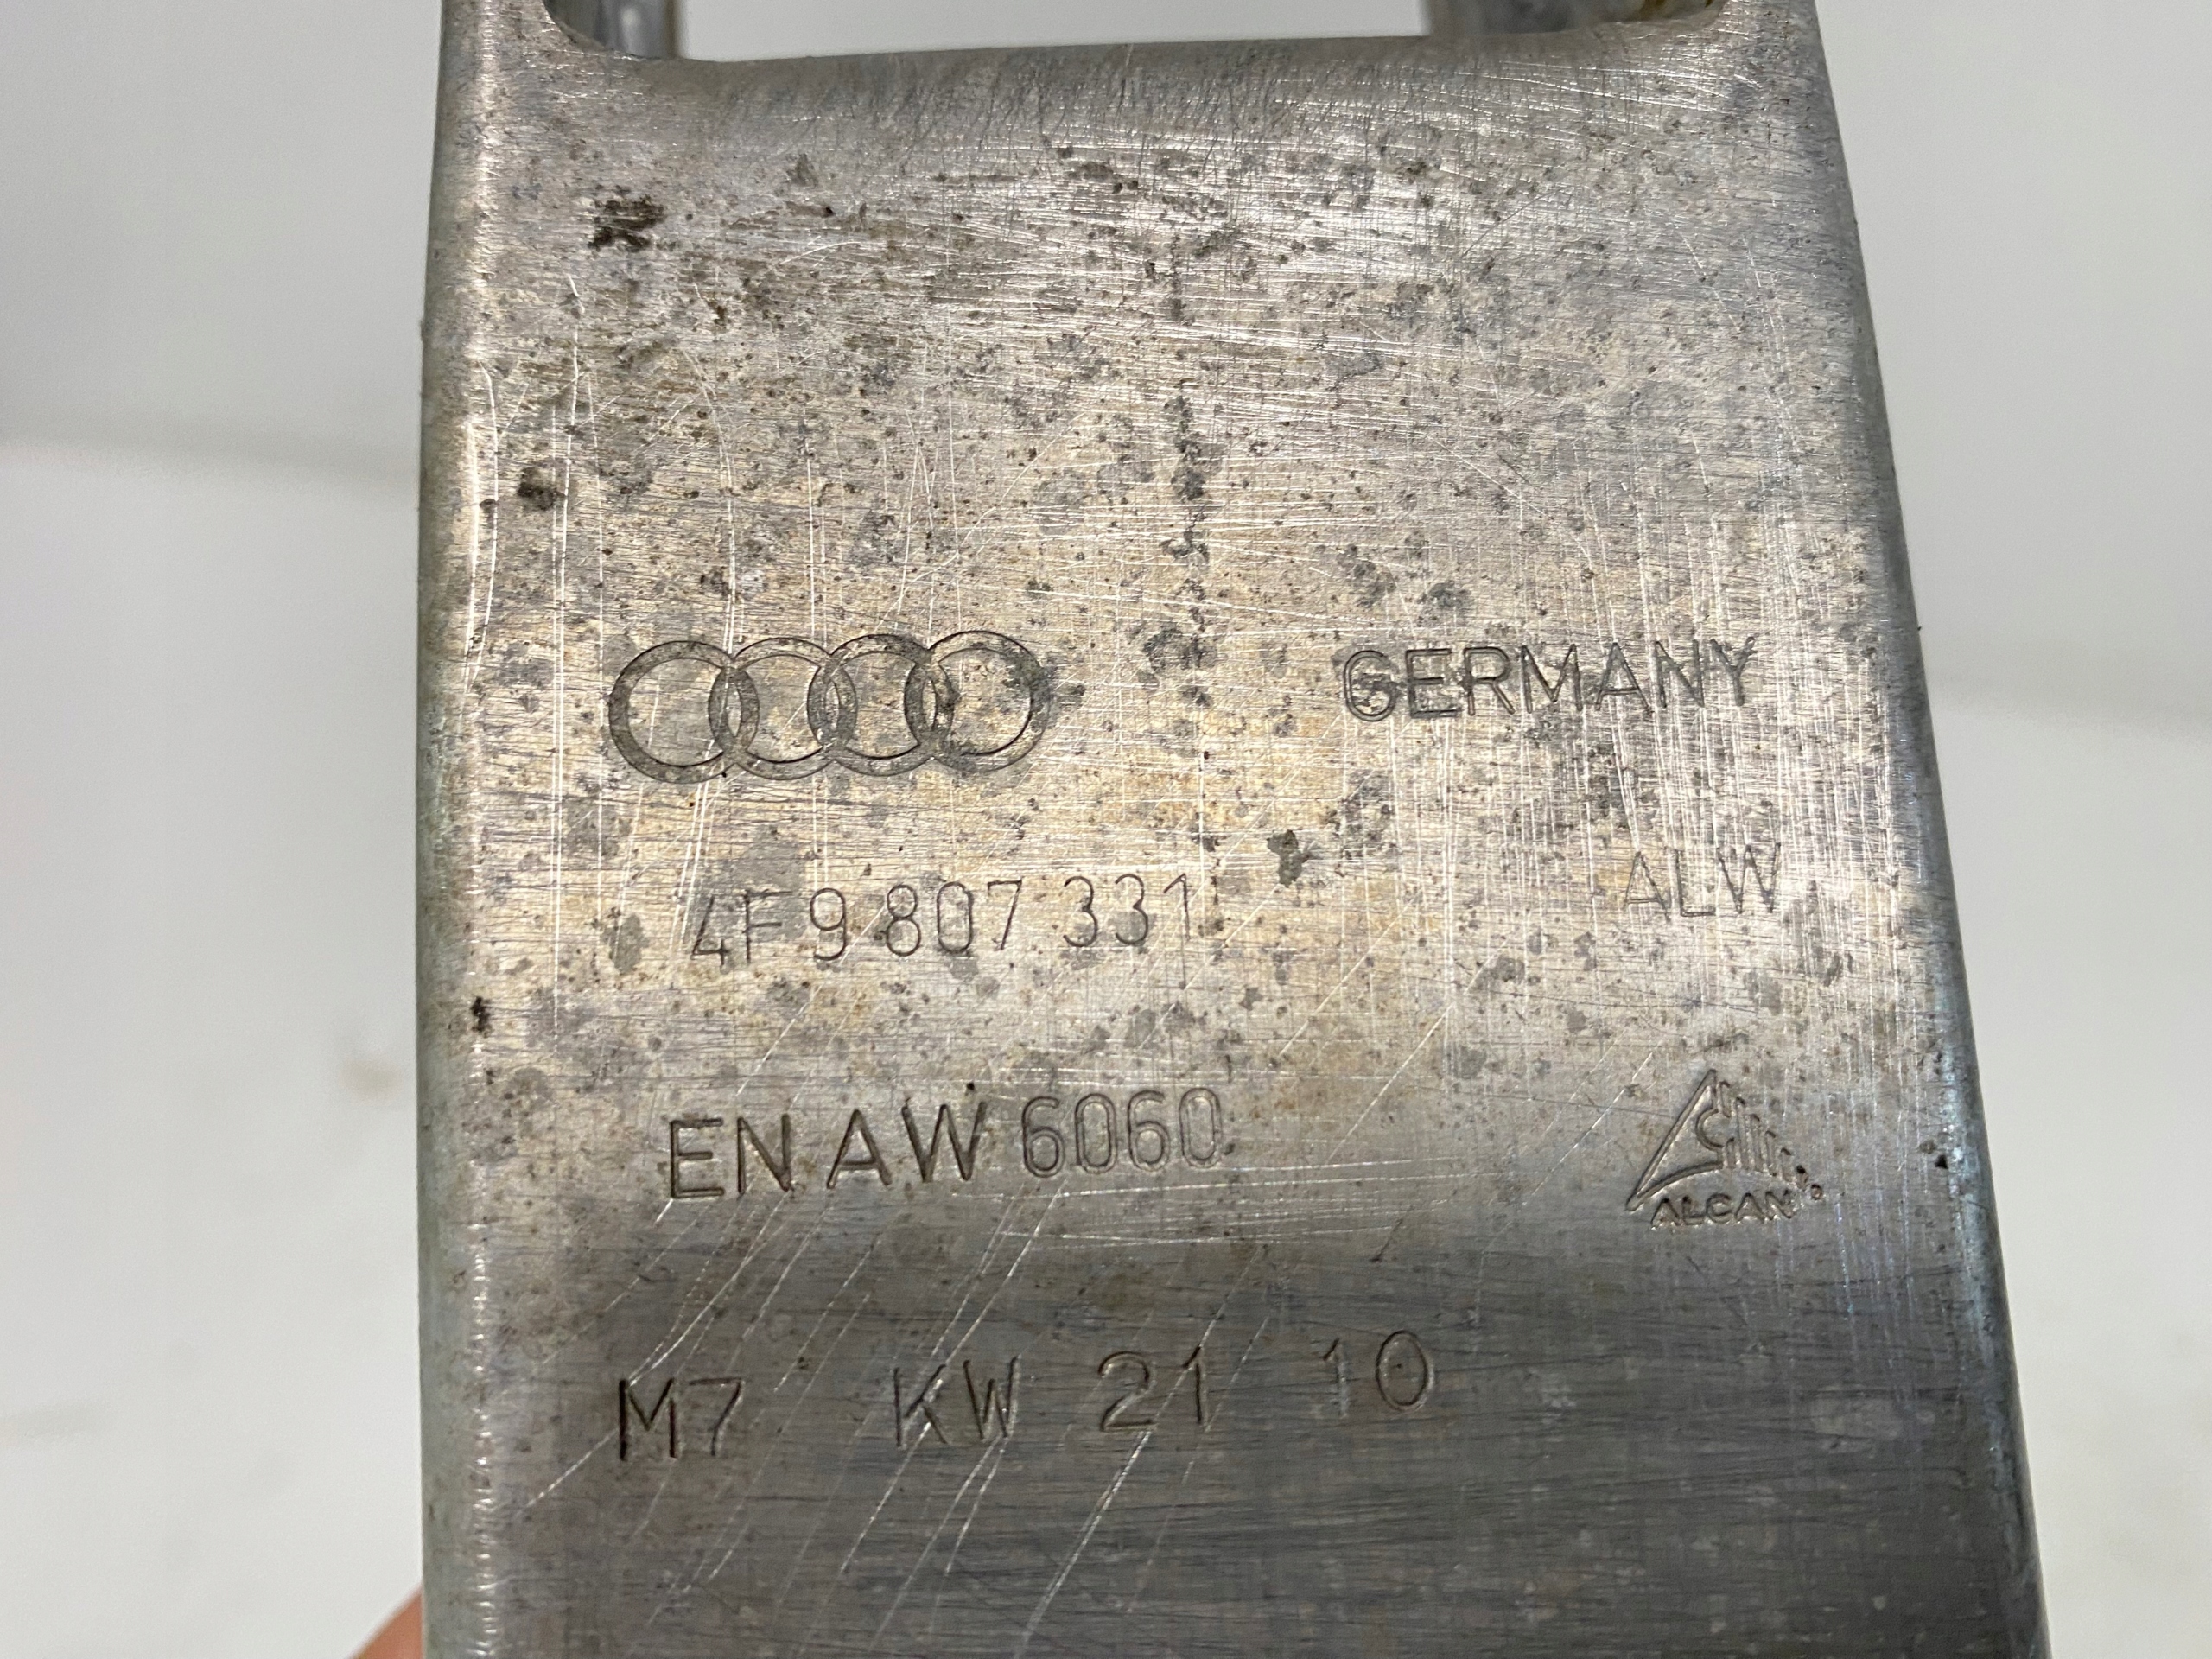 GERMANY
4F9 807 331
ALW
EN AW 6060
ALCAN
M7 KW 21 10